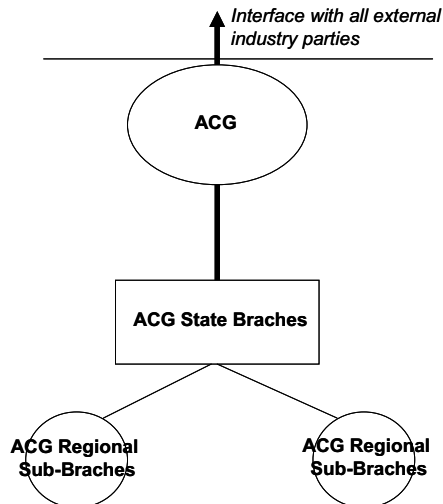 Interface with all external
industry parties
ACG
ACG State Braches
ACG Regional
Sub-Braches
ACG Regional
Sub-Braches